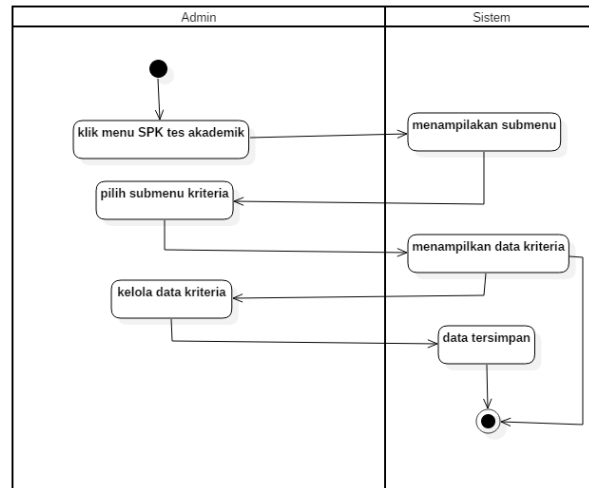 Admin
Sistem
klik menu SPK tes akademik
menampilakan submenu
pilih submenu kriteria
menampilkan data kriteria
kelola data kriteria
data tersimpan